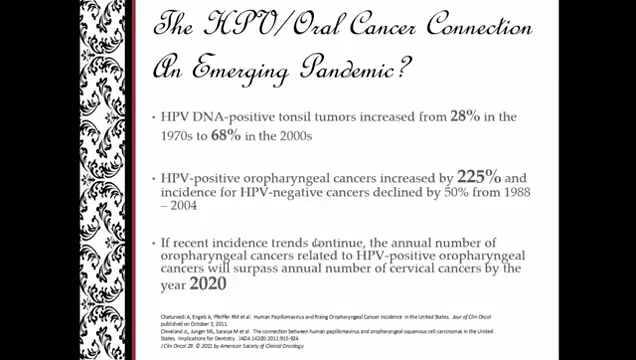 The HPV/Oral Cancer Connection
An Emerging Pandemic?
• HPV DNA-positive tonsil tumors increased from 28% in the
1970s to 68% in the 2000s
• HPV-positive oropharyngeal cancers increased by 225% and
incidence for HPV-negative cancers declined by 50% from 1988
– 2004
• If recent incidence trends continue, the annual number of
oropharyngeal cancers related to HPV-positive oropharyngeal
cancers will surpass annual number of cervical cancers by the
year 2020
Chaturvedi A, Engels A, Pfeiffer RM et al. Human Papillomavirus and Rising Oropharyngeal Cancer Incidence in the United States. Jour of Clin Oncol
published on October 3, 2011.
Cleveland JL, Junger ML, Saraiya M et al. The connection between human papillomavirus and oropharyngeal squamous cell carcinomas in the United
States. Implications for Dentistry. JADA 142(8) 2011:915-924.
J Clin Oncol 29. © 2011 by American Society of Clinical Oncology